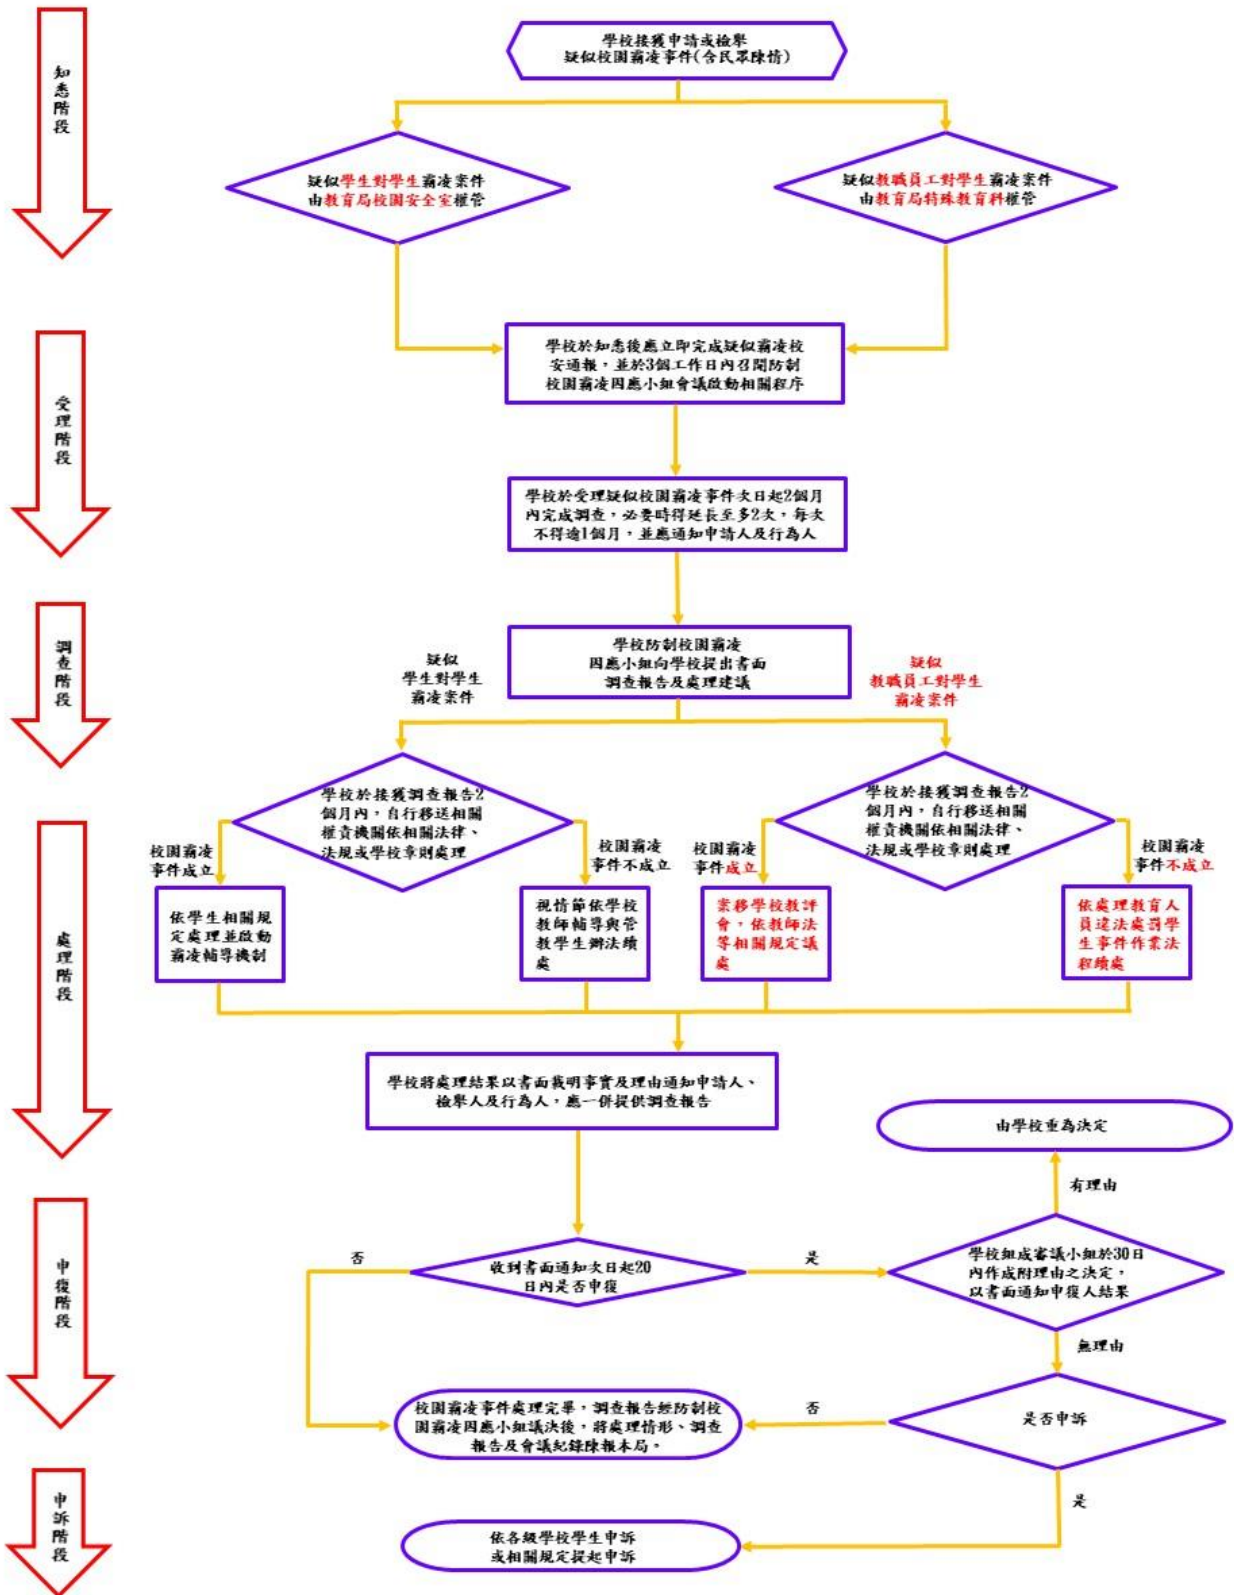 知悉階段
學校接獲申請或檢舉
疑似校園霸凌事件(含民眾陳情)
疑似學生對學生霸凌案件
由教育局校園安全室權管
疑似教職員工對學生霸凌案件
由教育局特殊教育科權管
受理階段
學校於知悉後應立即完成疑似霸凌校
安通報，並於3個工作日內召開防制
校園霸凌因應小組會議啟動相關程序
學校於受理疑似校園霸凌事件次日起2個月
內完成調查，必要時得延長至多2次，每次
不得逾1個月，並應通知申請人及行為人
調查階段
學校防制校園霸凌
因應小組向學校提出書面
調查報告及處理建議
疑似
學生對學生
霸凌案件
疑似
教職員工對學生
霸凌案件
處理階段
學校於接獲調查報告2
個月內，自行移送相關
權責機關依相關法律、
法規或學校章則處理
學校於接獲調查報告2
個月內，自行移送相關
權責機關依相關法律、
法規或學校章則處理
校園霸凌
事件成立
校園霸凌
事件不成立
校園霸凌
事件成立
校園霸凌
事件不成立
依學生相關規
定處理並啟動
霸凌輔導機制
視情節依學校
教師輔導與管
教學生辦法續
處
案移學校教評
會，依教師法
等相關規定議
處
依處理教育人
員違法處罰學
生事件作業法
程續處
學校將處理結果以書面載明事實及理由通知申請人、
檢舉人及行為人，應一併提供調查報告
申復階段
由學校重為決定
有理由
收到書面通知次日起20
日內是否申復
否
是
學校組成審議小組於30日
內作成附理由之決定，
以書面通知申復人結果
無理由
校園霸凌事件處理完畢，調查報告經防制校
園霸凌因應小組議決後，將處理情形、調查
報告及會議紀錄陳報本局。
否
是否申訴
是
申訴階段
依各級學校學生申訴
或相關規定提起申訴